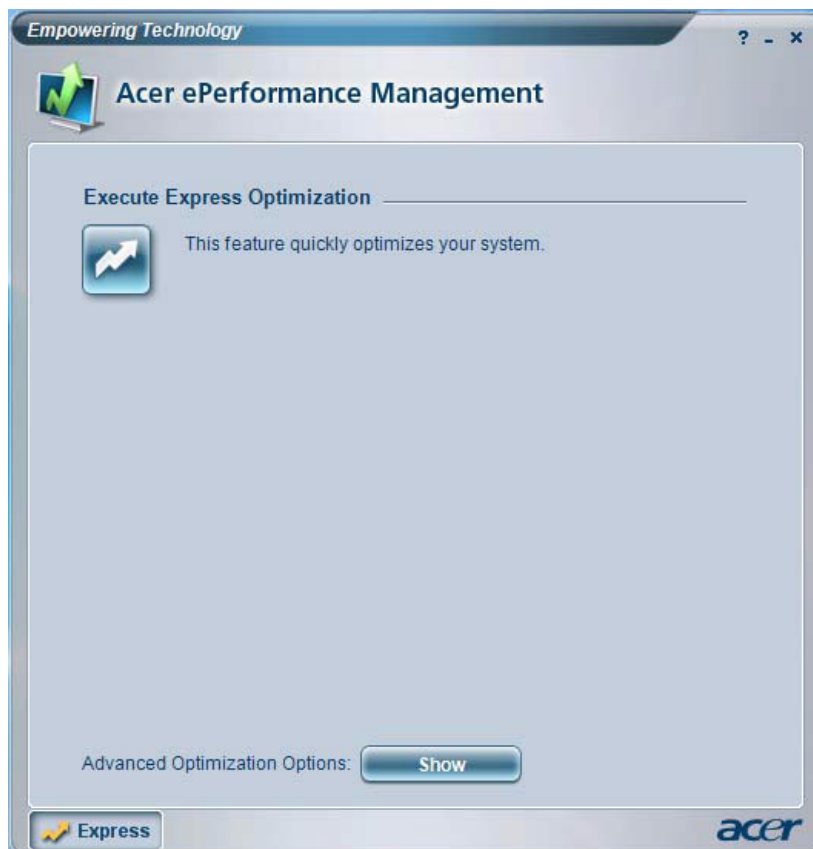 Empowering Technology
? - x
Acer ePerformance Management
Execute Express Optimization
This feature quickly optimizes your system.
Advanced Optimization Options: Show
Express
acer